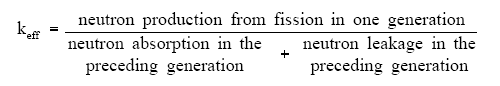 k_eff = neutron production from fission in one generation
neutron absorption in the preceding generation + neutron leakage in the preceding generation